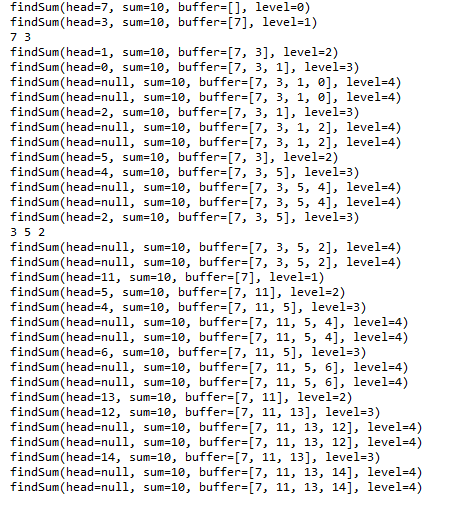 findSum(head=7, sum=10, buffer=[], level=0)
findSum(head=3, sum=10, buffer=[7], level=1)
7 3
findSum(head=1, sum=10, buffer=[7, 3], level=2)
findSum(head=0, sum=10, buffer=[7, 3, 1], level=3)
findSum(head=null, sum=10, buffer=[7, 3, 1, 0], level=4)
findSum(head=null, sum=10, buffer=[7, 3, 1, 0], level=4)
findSum(head=2, sum=10, buffer=[7, 3, 1], level=3)
findSum(head=null, sum=10, buffer=[7, 3, 1, 2], level=4)
findSum(head=null, sum=10, buffer=[7, 3, 1, 2], level=4)
findSum(head=5, sum=10, buffer=[7, 3], level=2)
findSum(head=4, sum=10, buffer=[7, 3, 5], level=3)
findSum(head=null, sum=10, buffer=[7, 3, 5, 4], level=4)
findSum(head=null, sum=10, buffer=[7, 3, 5, 4], level=4)
findSum(head=2, sum=10, buffer=[7, 3, 5], level=3)
3 5 2
findSum(head=null, sum=10, buffer=[7, 3, 5, 2], level=4)
findSum(head=null, sum=10, buffer=[7, 3, 5, 2], level=4)
findSum(head=11, sum=10, buffer=[7], level=1)
findSum(head=5, sum=10, buffer=[7, 11], level=2)
findSum(head=4, sum=10, buffer=[7, 11, 5], level=3)
findSum(head=null, sum=10, buffer=[7, 11, 5, 4], level=4)
findSum(head=null, sum=10, buffer=[7, 11, 5, 4], level=4)
findSum(head=6, sum=10, buffer=[7, 11, 5], level=3)
findSum(head=null, sum=10, buffer=[7, 11, 5, 6], level=4)
findSum(head=null, sum=10, buffer=[7, 11, 5, 6], level=4)
findSum(head=13, sum=10, buffer=[7, 11], level=2)
findSum(head=12, sum=10, buffer=[7, 11, 13], level=3)
findSum(head=null, sum=10, buffer=[7, 11, 13, 12], level=4)
findSum(head=null, sum=10, buffer=[7, 11, 13, 12], level=4)
findSum(head=14, sum=10, buffer=[7, 11, 13], level=3)
findSum(head=null, sum=10, buffer=[7, 11, 13, 14], level=4)
findSum(head=null, sum=10, buffer=[7, 11, 13, 14], level=4)